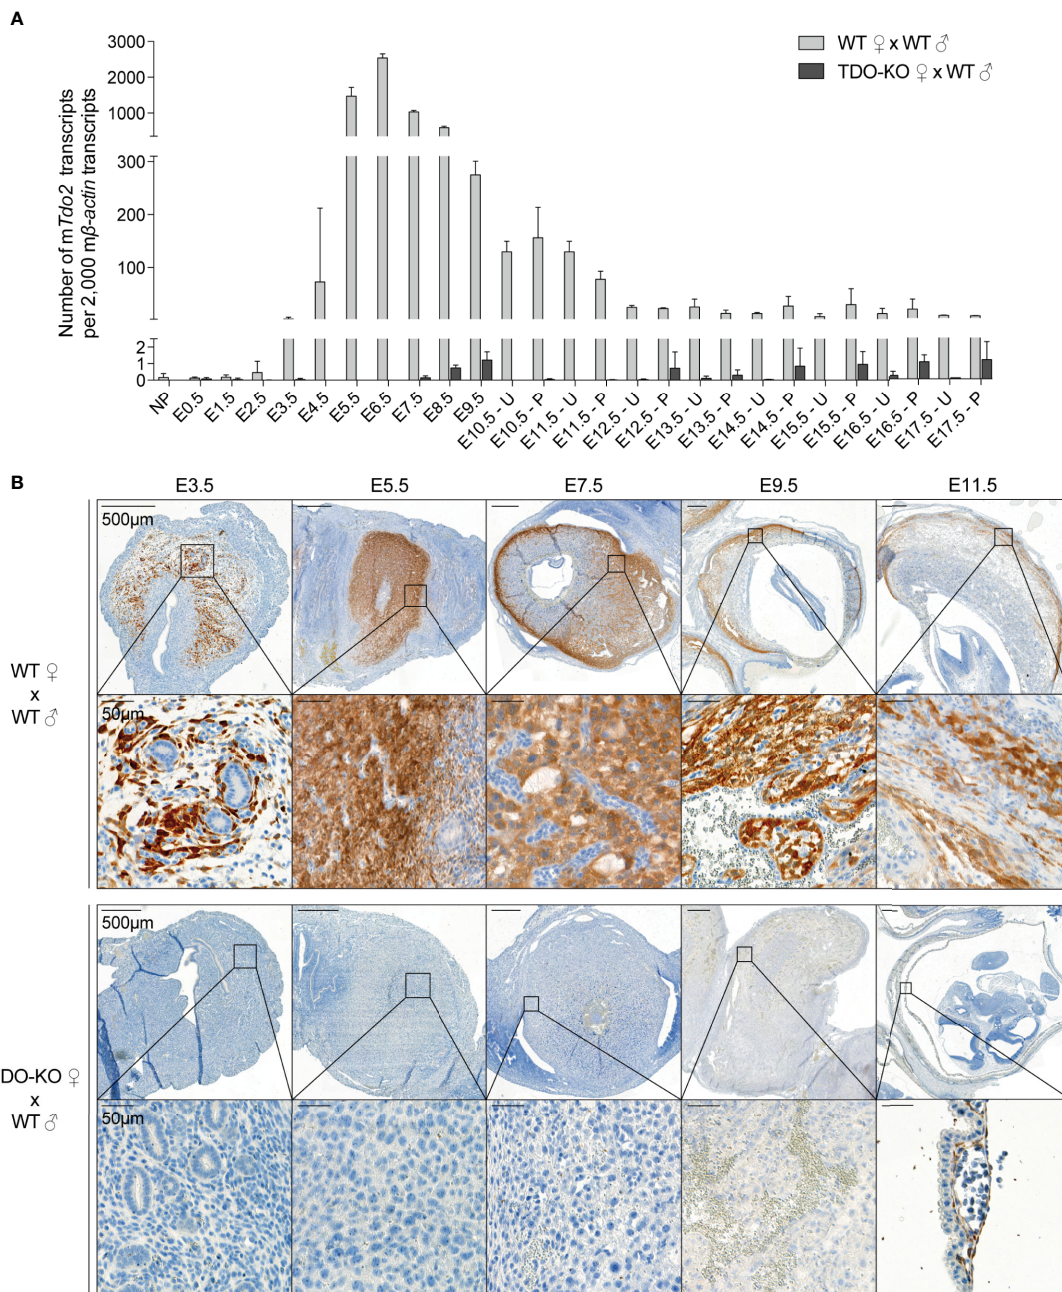 A
WT ♀ x WT ♂
TDO-KO ♀ x WT ♂
Number of mTdo2 transcripts
per 2,000 mβ-actin transcripts
3000
2000
1000
300
200
100
2
1
0
NP
E0.5
E1.5
E2.5
E3.5
E4.5
E5.5
E6.5
E7.5
E8.5
E9.5
E10.5 - U
E10.5 - P
E11.5 - U
E11.5 - P
E12.5 - U
E12.5 - P
E13.5 - U
E13.5 - P
E14.5 - U
E14.5 - P
E15.5 - U
E15.5 - P
E16.5 - U
E16.5 - P
E17.5 - U
E17.5 - P
B
E3.5 E5.5 E7.5 E9.5 E11.5
500µm
WT ♀
x
WT ♂
50µm
500µm
DO-KO ♀
x
WT ♂
50µm